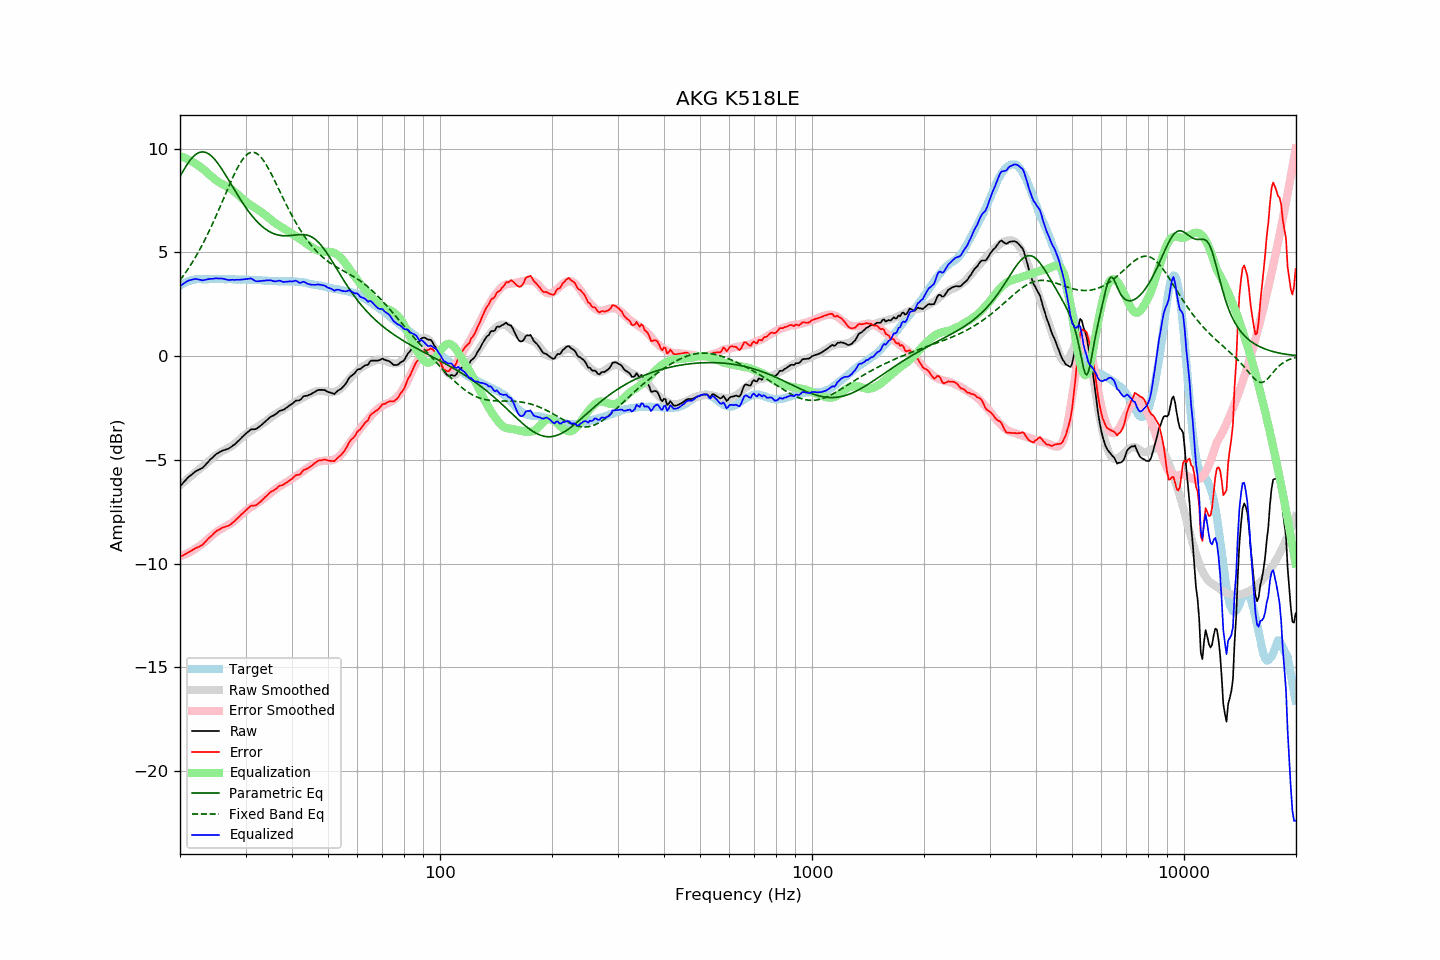 AKG K518LE
Amplitude (dBr)
10
5
0
−5
−10
−15
−20
Target
Raw Smoothed
Error Smoothed
Raw
Error
Equalization
Parametric Eq
Fixed Band Eq
Equalized
100 1000 10000
Frequency (Hz)